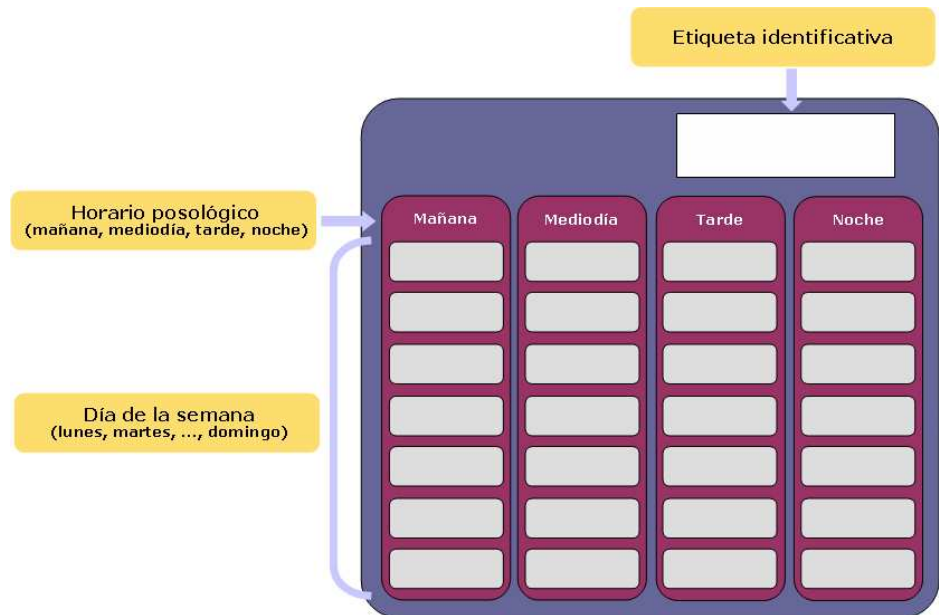 Etiqueta identificativa
Horario posológico
(mañana, mediodía, tarde, noche)
Mañana
Mediodía
Tarde
Noche
Día de la semana
(lunes, martes, ..., domingo)